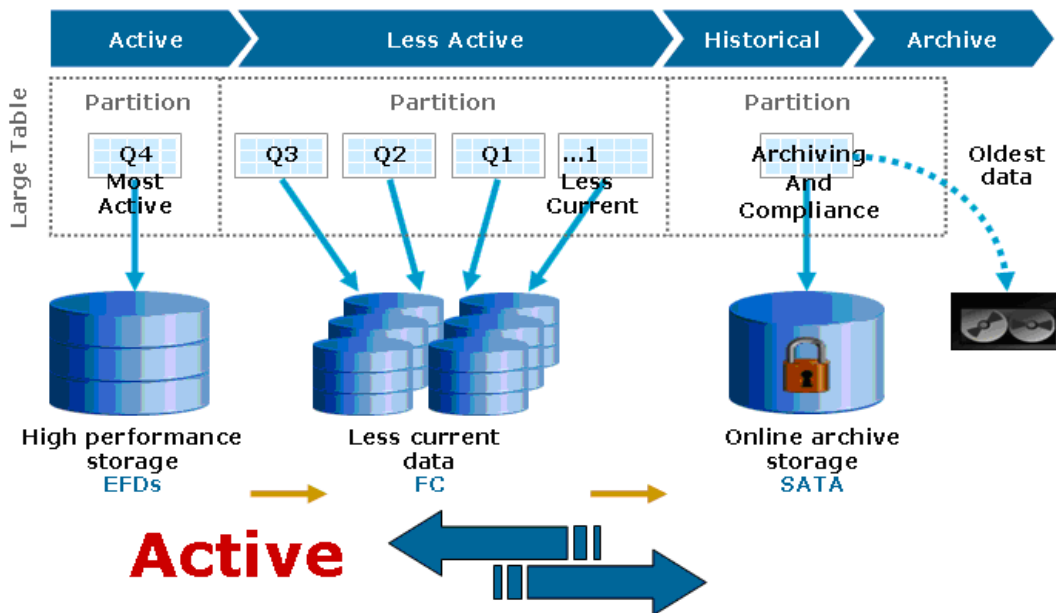 Active
Less Active
Historical
Archive
Large Table
Partition
Partition
Partition
Q4
Most
Active
Q3
Q2
Q1
...1
Less
Current
Archiving
And
Compliance
Oldest
data
High performance
storage
EFDs
Less current
data
FC
Online archive
storage
SATA
Active